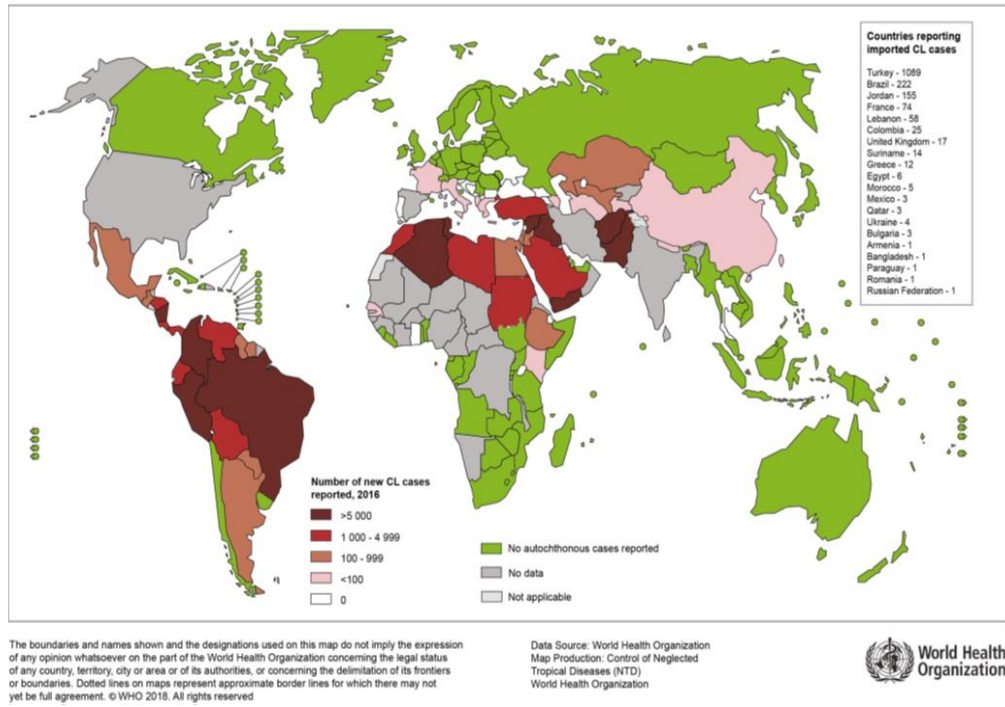 Countries reporting
imported CL cases
Turkey - 1089
Brazil - 222
Jordan - 155
France - 74
Lebanon - 58
Colombia - 25
United Kingdom - 17
Suriname - 14
Greece - 12
Egypt - 6
Morocco - 5
Mexico - 3
Qatar - 3
Ukraine - 4
Bulgaria - 3
Armenia - 1
Bangladesh - 1
Paraguay - 1
Romania - 1
Russian Federation - 1
Number of new CL cases
reported, 2016
>5 000
1 000 - 4 999
100 - 999
<100
0
No autochthonous cases reported
No data
Not applicable
The boundaries and names shown and the designations used on this map do not imply the expression
of any opinion whatsoever on the part of the World Health Organization concerning the legal status
of any country, territory, city or area or of its authorities, or concerning the delimitation of its frontiers
or boundaries. Dotted lines on maps represent approximate border lines for which there may not
yet be full agreement. © WHO 2018. All rights reserved
Data Source: World Health Organization
Map Production: Control of Neglected
Tropical Diseases (NTD)
World Health Organization
World Health
Organization